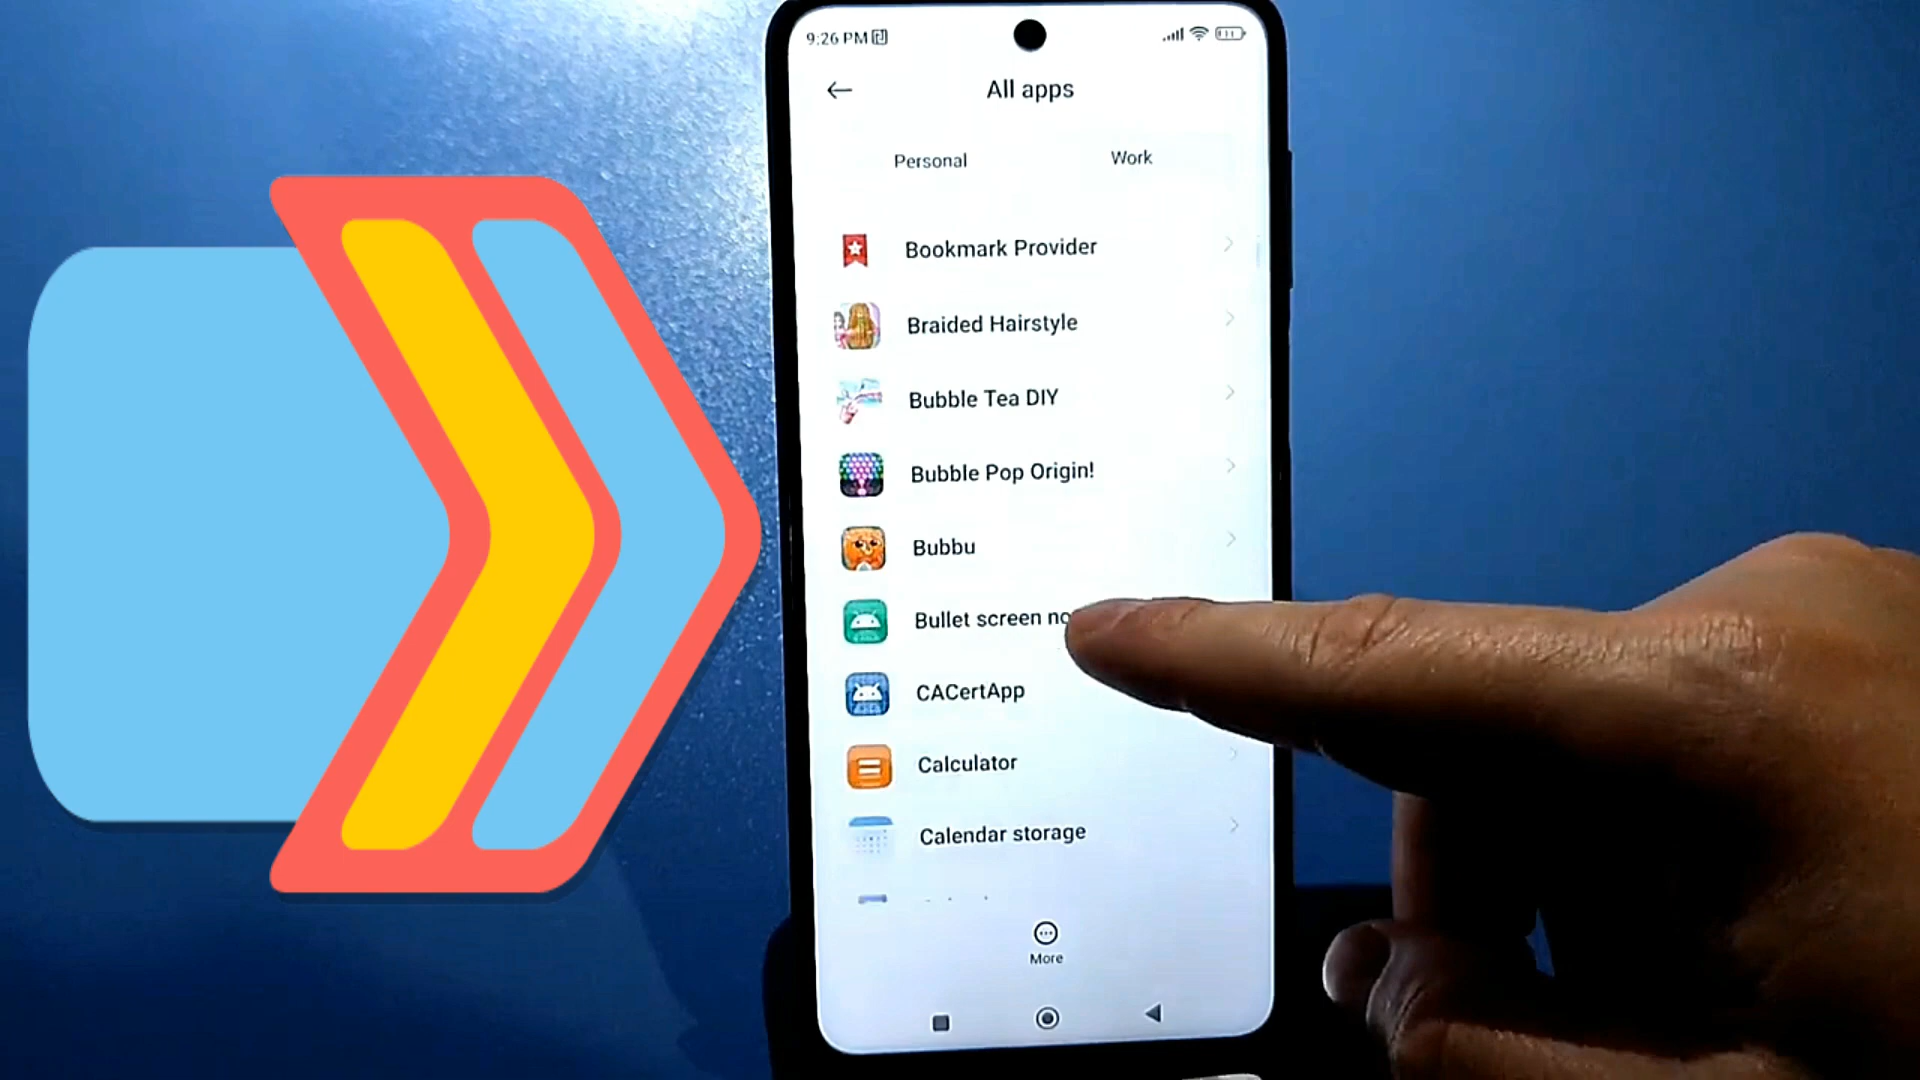 9:26 PM
All apps
Personal
Work
Bookmark Provider
Braided Hairstyle
Bubble Tea DIY
Bubble Pop Origin!
Bubbu
Bullet screen no
CACertApp
Calculator
Calendar storage
More